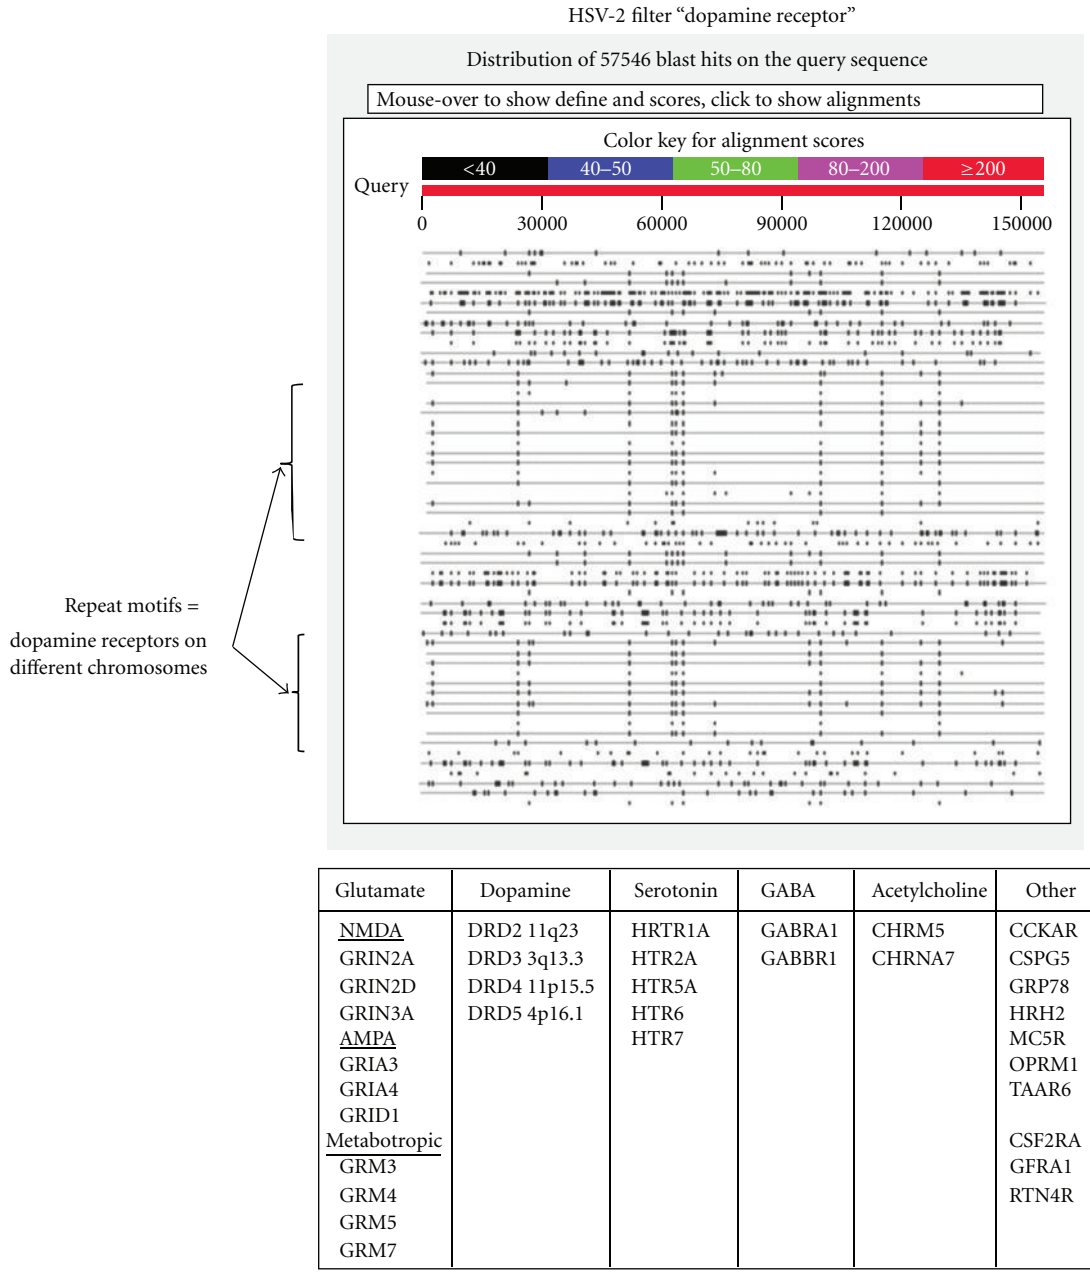 HSV-2 filter “dopamine receptor”
Distribution of 57546 blast hits on the query sequence
Mouse-over to show define and scores, click to show alignments
Color key for alignment scores
<40 40–50 50–80 80–200 ≥200
Query
0 30000 60000 90000 120000 150000
Repeat motifs =
dopamine receptors on
different chromosomes
Glutamate Dopamine Serotonin GABA Acetylcholine Other
NMDA DRD2 11q23 HRTR1A GABRA1 CHRM5 CCKAR
GRIN2A DRD3 3q13.3 HTR2A GABBR1 CHRNA7 CSPG5
GRIN2D DRD4 11p15.5 HTR5A GRP78
GRIN3A DRD5 4p16.1 HTR6 HRH2
AMPA HTR7 MC5R
GRIA3 OPRM1
GRIA4 TAAR6
GRID1
Metabotropic CSF2RA
GRM3 GFRA1
GRM4 RTN4R
GRM5
GRM7